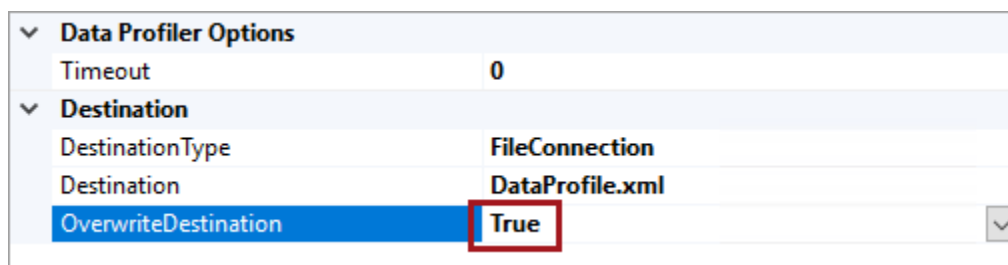 Data Profiler Options
Timeout 0
Destination
DestinationType FileConnection
Destination DataProfile.xml
OverwriteDestination True